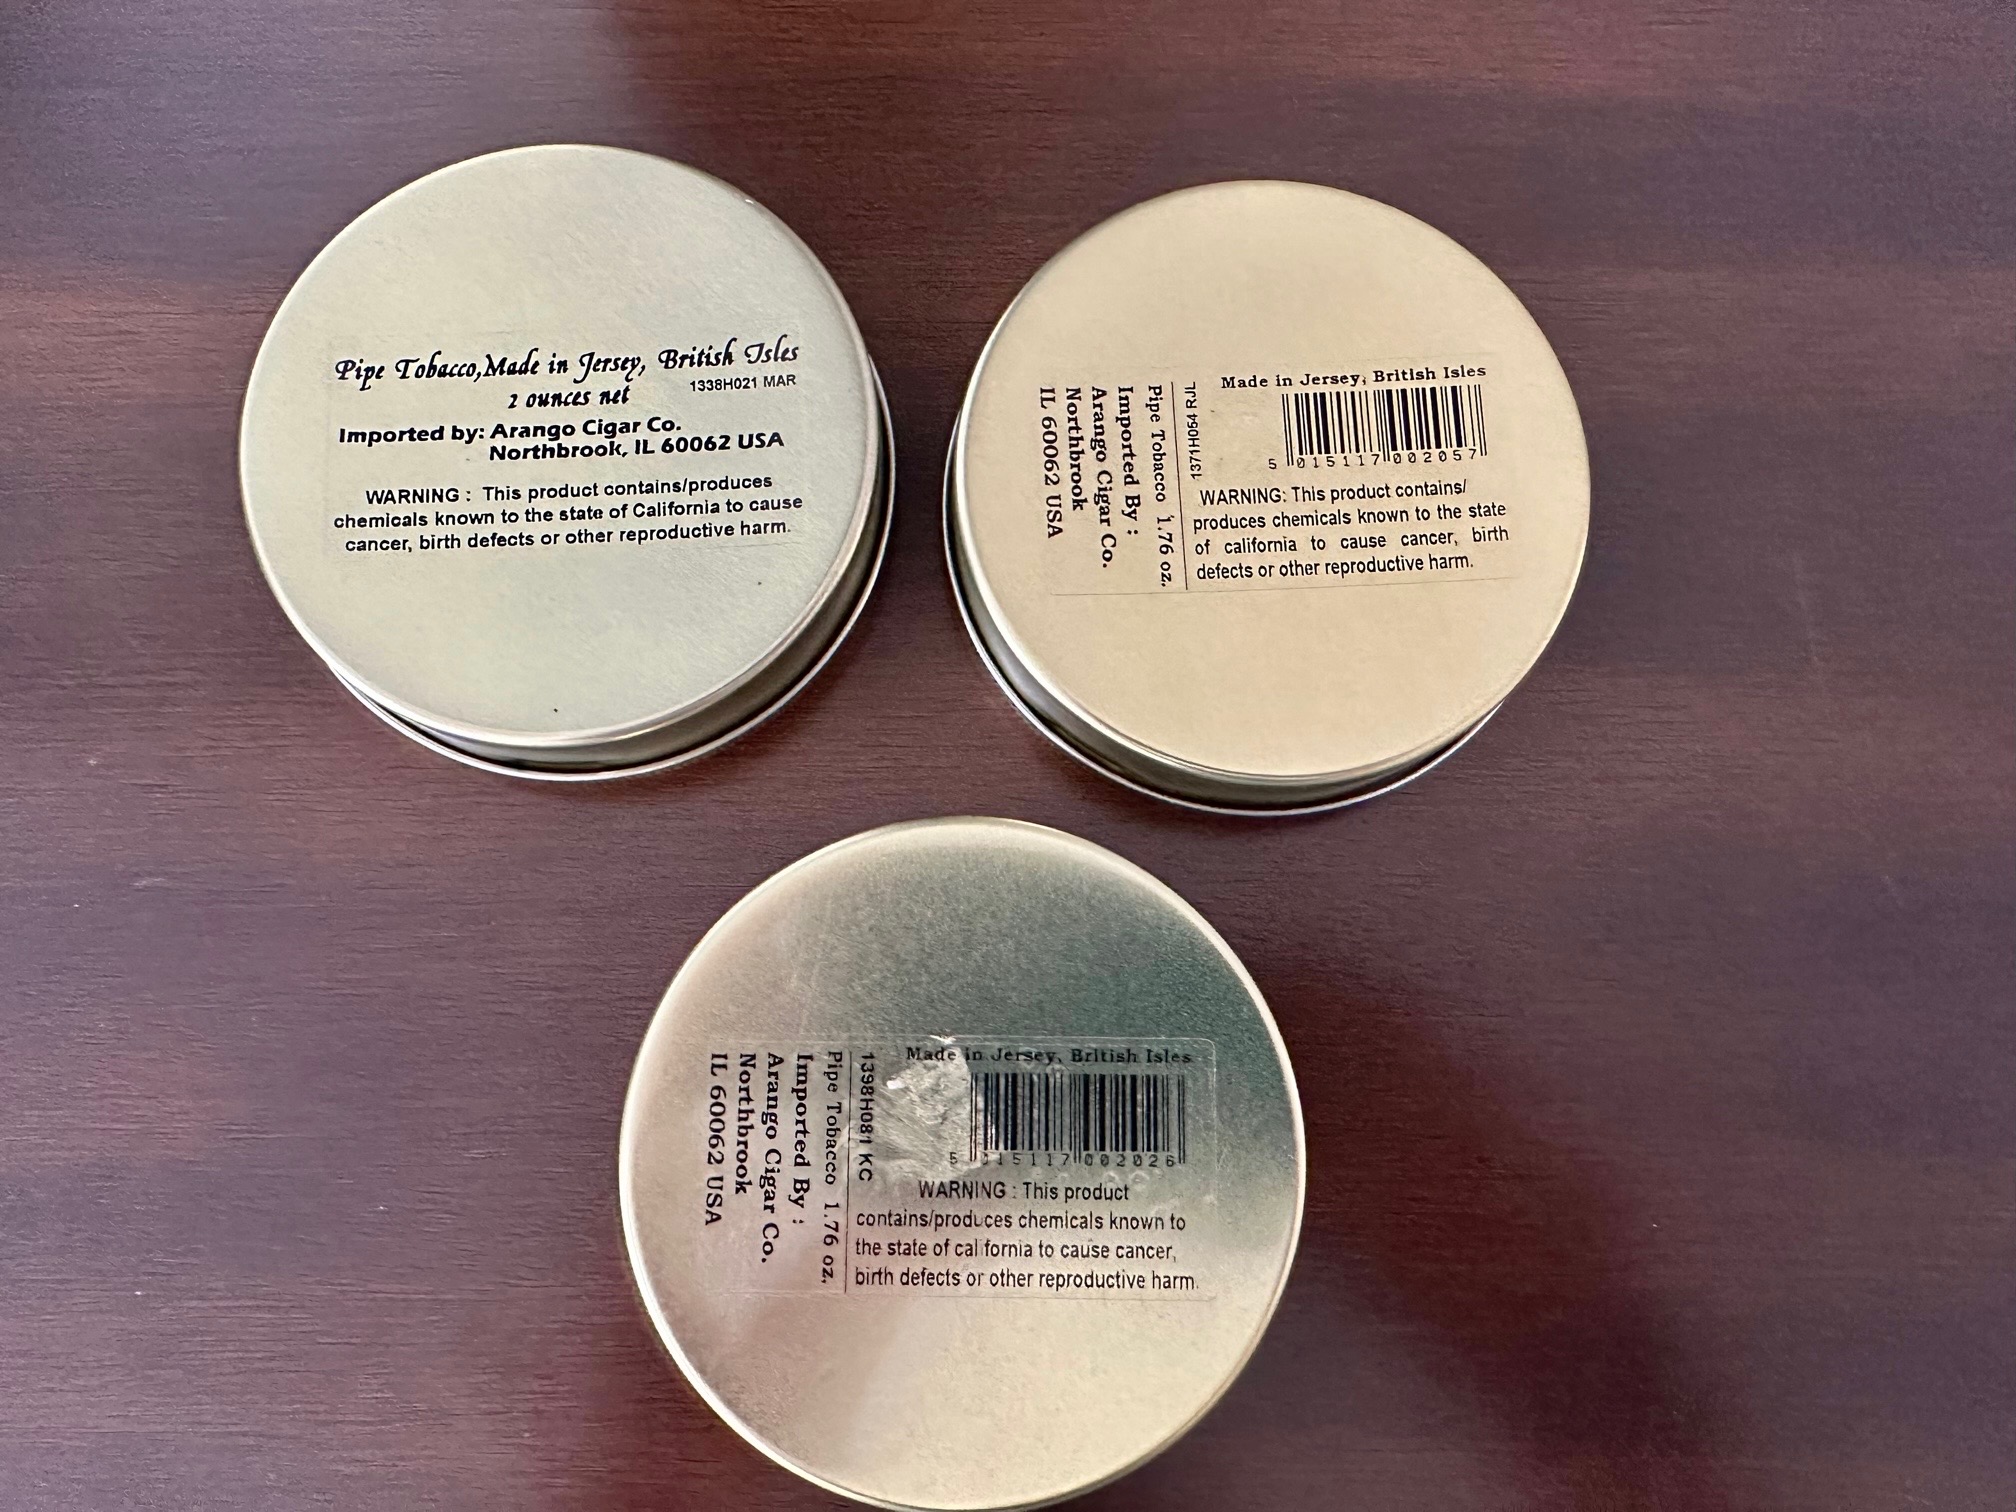 Pipe Tobacco, Made in Jersey, British Isles
2 ounces net
1338H021 MAR
Imported by: Arango Cigar Co.
Northbrook, IL 60062 USA
WARNING : This product contains/produces
chemicals known to the state of California to cause
cancer, birth defects or other reproductive harm.
Made in Jersey, British Isles
5 015117 002057
WARNING: This product contains/
produces chemicals known to the state
of california to cause cancer, birth
defects or other reproductive harm.
1371H054 RJL
Pipe Tobacco 1.76 oz.
Imported By :
Arango Cigar Co.
Northbrook
IL 60062 USA
Made in Jersey, British Isles
5 015117 002026
WARNING : This product
contains/produces chemicals known to
the state of california to cause cancer,
birth defects or other reproductive harm.
1398H081 KC
Pipe Tobacco 1.76 oz.
Imported By :
Arango Cigar Co.
Northbrook
IL 60062 USA